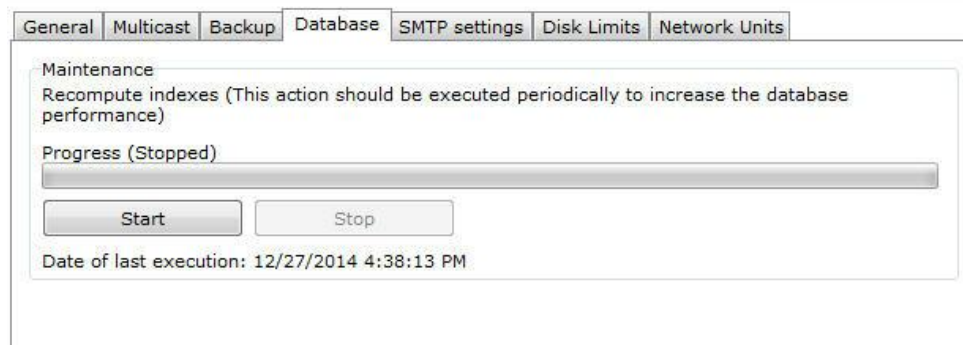 General Multicast Backup Database SMTP settings Disk Limits Network Units
Maintenance
Recompute indexes (This action should be executed periodically to increase the database
performance)
Progress (Stopped)
Start Stop
Date of last execution: 12/27/2014 4:38:13 PM